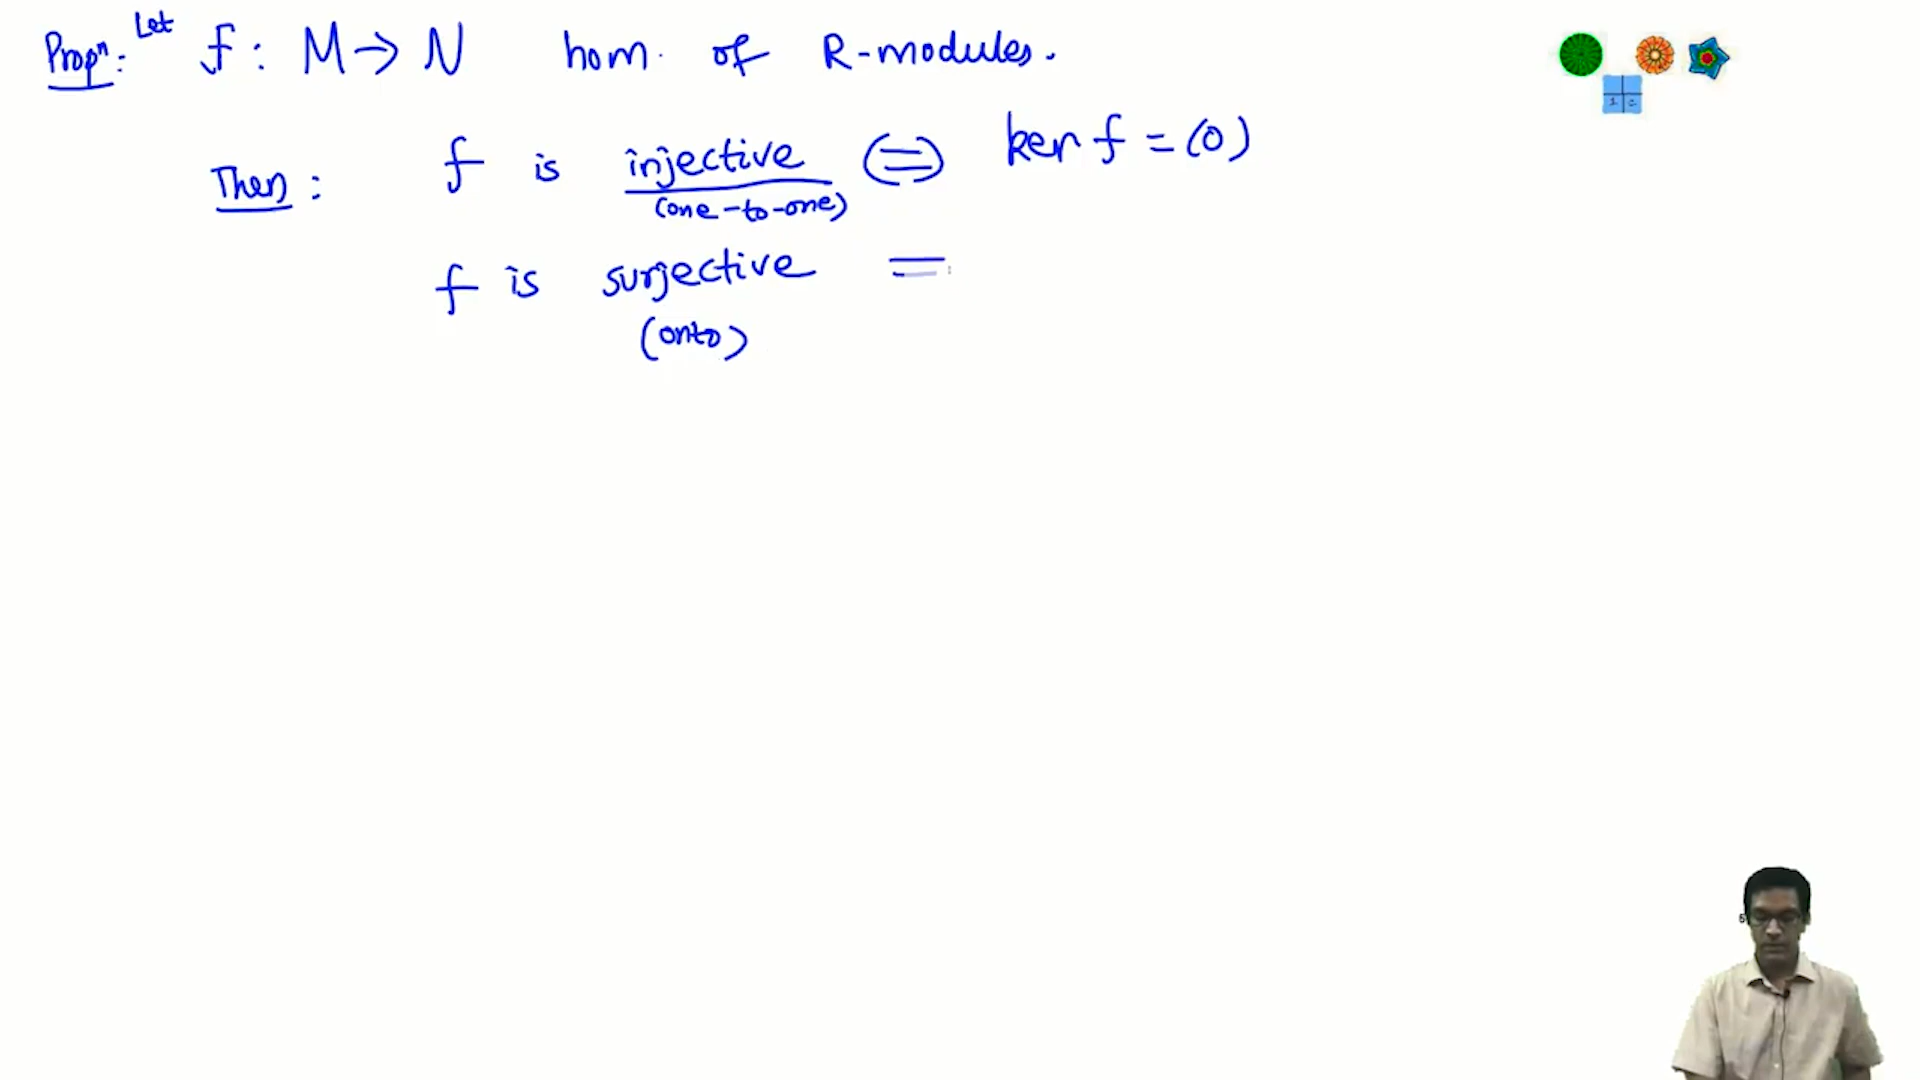 Propⁿ: Let f: M → N hom. of R-modules.
Then: f is injective ⟺ ker f = (0)
(one-to-one)
f is surjective =
(onto)